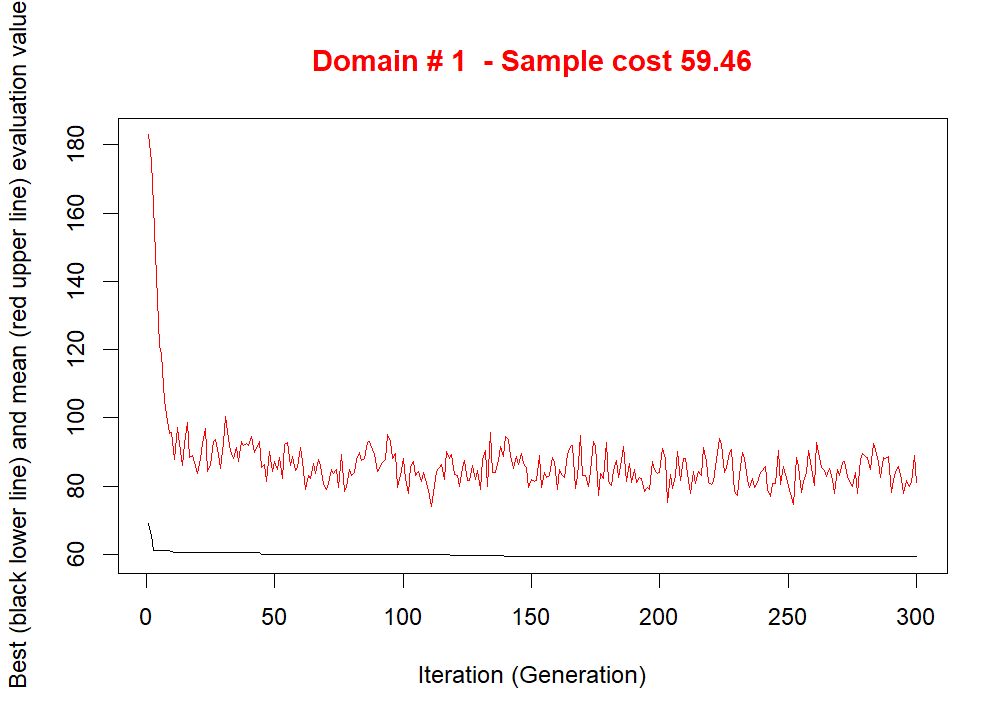 Domain # 1  - Sample cost 59.46
Best (black lower line) and mean (red upper line) evaluation value
180
160
140
120
100
80
60
0 50 100 150 200 250 300
Iteration (Generation)